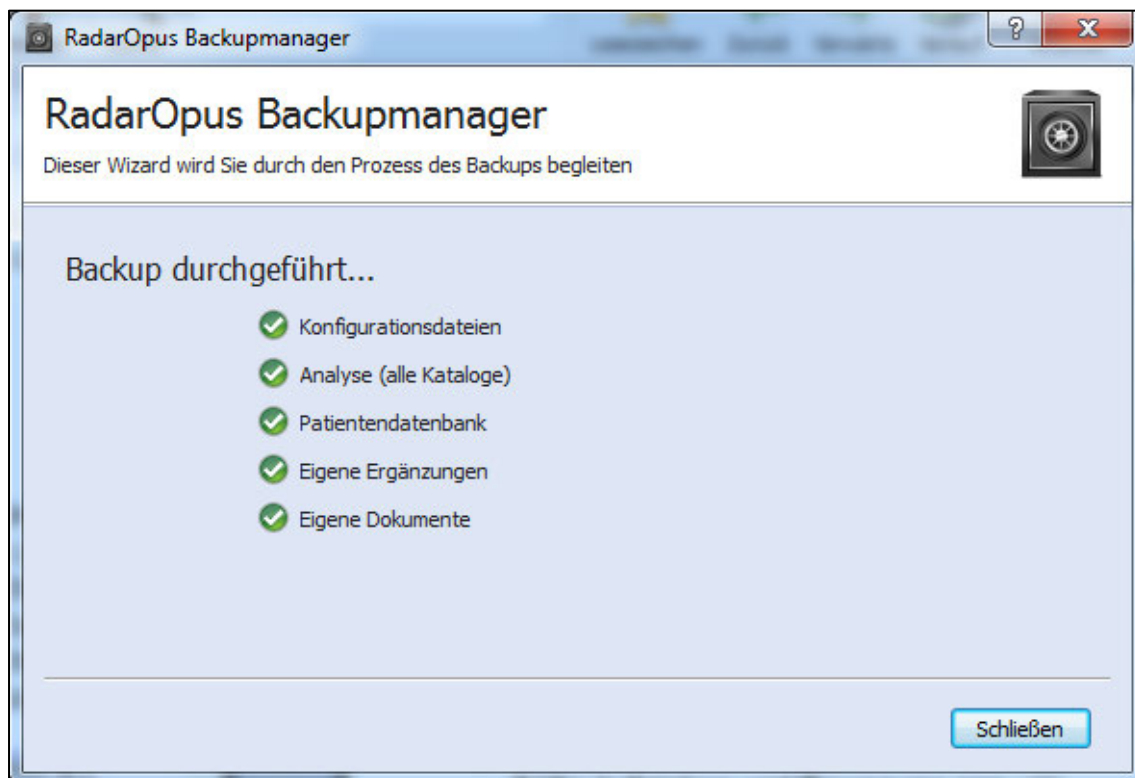 RadarOpus Backupmanager
?
X
RadarOpus Backupmanager
Dieser Wizard wird Sie durch den Prozess des Backups begleiten
Backup durchgeführt...
Konfigurationsdateien
Analyse (alle Kataloge)
Patientendatenbank
Eigene Ergänzungen
Eigene Dokumente
Schließen